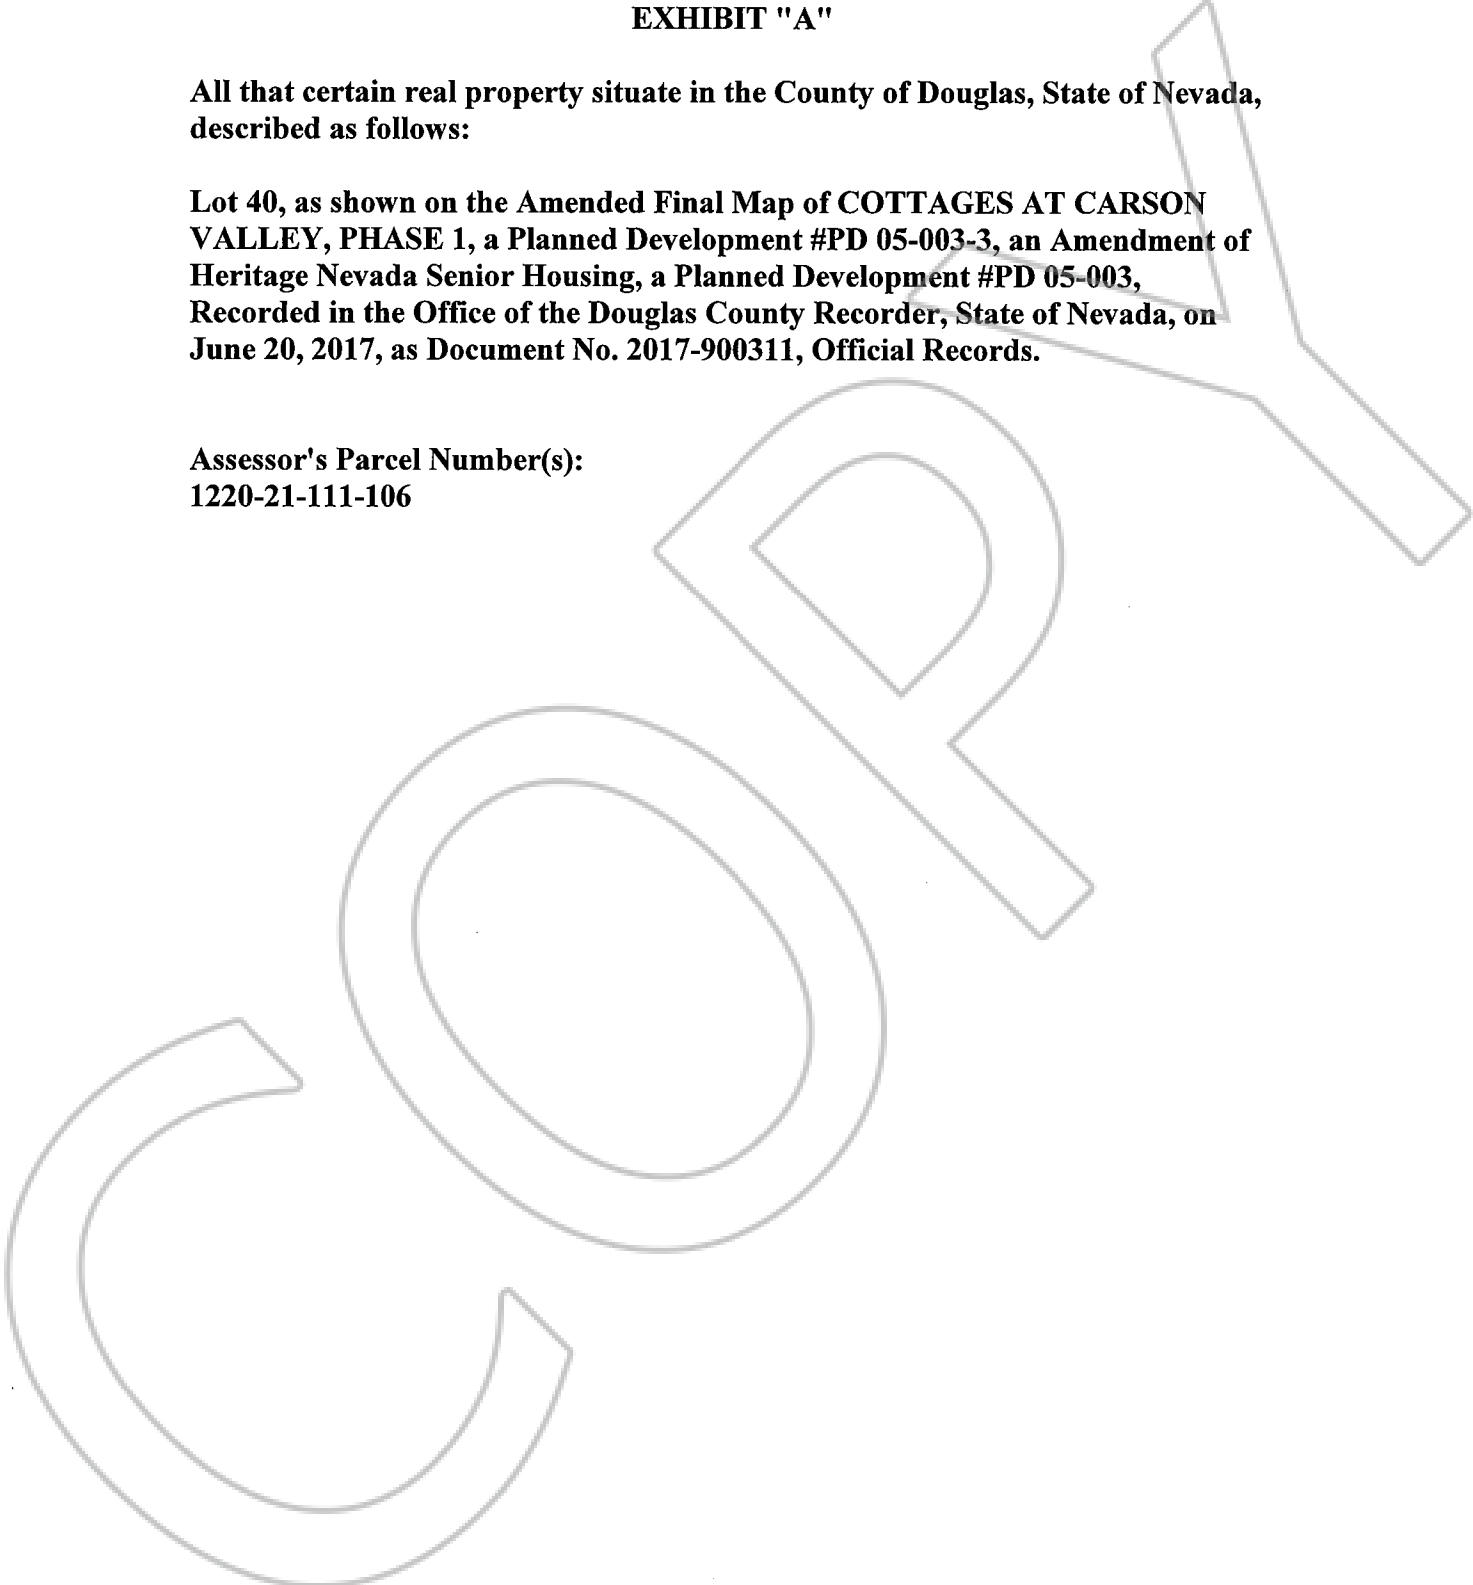 EXHIBIT "A"
All that certain real property situate in the County of Douglas, State of Nevada,
described as follows:
Lot 40, as shown on the Amended Final Map of COTTAGES AT CARSON
VALLEY, PHASE 1, a Planned Development #PD 05-003-3, an Amendment of
Heritage Nevada Senior Housing, a Planned Development #PD 05-003,
Recorded in the Office of the Douglas County Recorder, State of Nevada, on
June 20, 2017, as Document No. 2017-900311, Official Records.
Assessor's Parcel Number(s):
1220-21-111-106
COPY